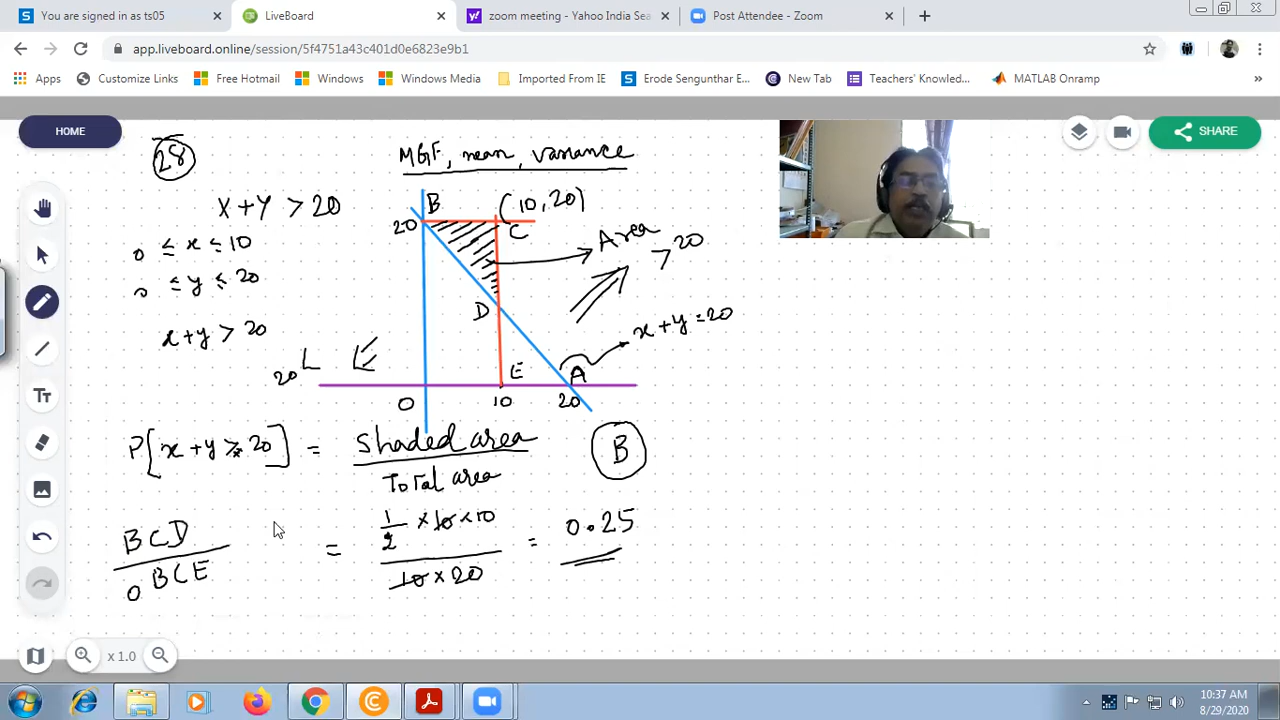 You are signed in as ts05
LiveBoard
zoom meeting - Yahoo India Sea
Post Attendee - Zoom
app.liveboard.online/session/5f4751a43c401d0e6823e9b1
Apps
Customize Links
Free Hotmail
Windows
Windows Media
Imported From IE
Erode Sengunthar E...
New Tab
Teachers' Knowled...
MATLAB Onramp
»
HOME
SHARE
28
MGF, mean, variance
X+Y > 20
0 ≤ x ≤ 10
0 ≤ y ≤ 20
x+y > 20
B
(10,20)
20
C
Area
> 20
D
x+y=20
20
E
A
O
10
20
P[x+y ≥ 20] = Shaded area / Total area
B
BCD / OBCE = 1/2 ×10×10 / 10×20 = 0.25
Tт
x 1.0
10:37 AM
8/29/2020